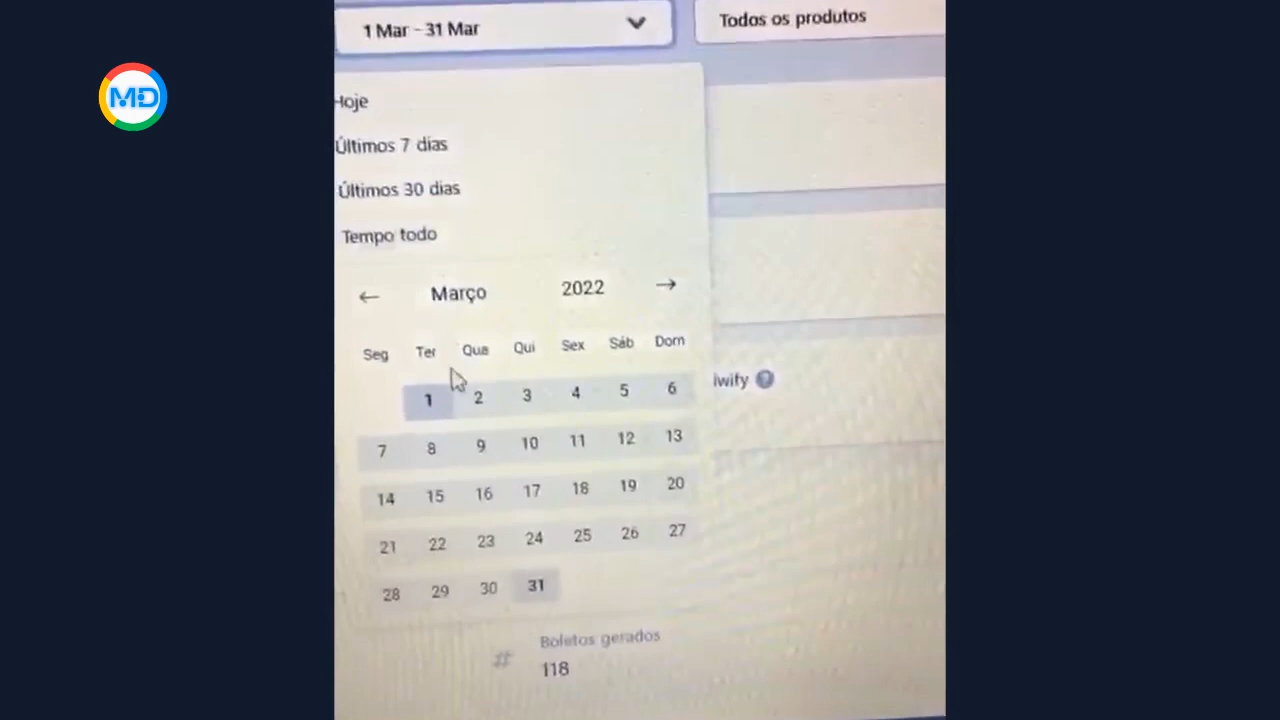 MD
1 Mar - 31 Mar
Todos os produtos
Hoje
Últimos 7 dias
Últimos 30 dias
Tempo todo
← Março 2022 →
Seg Ter Qua Qui Sex Sáb Dom
1 2 3 4 5 6
iwify ?
7 8 9 10 11 12 13
14 15 16 17 18 19 20
21 22 23 24 25 26 27
28 29 30 31
# Boletos gerados
118